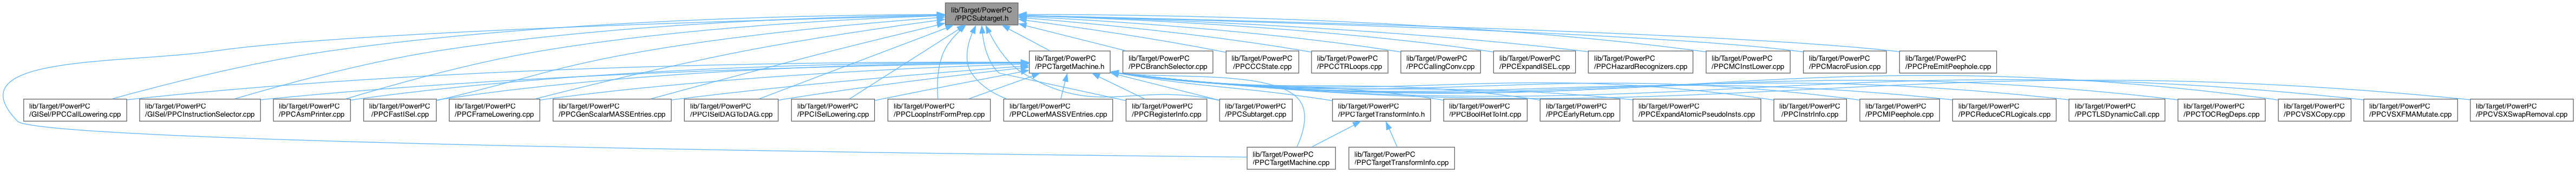 lib/Target/PowerPC
/PPCSubtarget.h
lib/Target/PowerPC
/PPCTargetMachine.h
lib/Target/PowerPC
/PPCBranchSelector.cpp
lib/Target/PowerPC
/PPCCCState.cpp
lib/Target/PowerPC
/PPCCTRLoops.cpp
lib/Target/PowerPC
/PPCCallingConv.cpp
lib/Target/PowerPC
/PPCExpandISEL.cpp
lib/Target/PowerPC
/PPCHazardRecognizers.cpp
lib/Target/PowerPC
/PPCMCInstLower.cpp
lib/Target/PowerPC
/PPCMacroFusion.cpp
lib/Target/PowerPC
/PPCPreEmitPeephole.cpp
lib/Target/PowerPC
/GISel/PPCCallLowering.cpp
lib/Target/PowerPC
/GISel/PPCInstructionSelector.cpp
lib/Target/PowerPC
/PPCAsmPrinter.cpp
lib/Target/PowerPC
/PPCFastISel.cpp
lib/Target/PowerPC
/PPCFrameLowering.cpp
lib/Target/PowerPC
/PPCGenScalarMASSEntries.cpp
lib/Target/PowerPC
/PPCISelDAGToDAG.cpp
lib/Target/PowerPC
/PPCISelLowering.cpp
lib/Target/PowerPC
/PPCLoopInstrFormPrep.cpp
lib/Target/PowerPC
/PPCLowerMASSVEntries.cpp
lib/Target/PowerPC
/PPCRegisterInfo.cpp
lib/Target/PowerPC
/PPCSubtarget.cpp
lib/Target/PowerPC
/PPCTargetTransformInfo.h
lib/Target/PowerPC
/PPCBoolRetToInt.cpp
lib/Target/PowerPC
/PPCEarlyReturn.cpp
lib/Target/PowerPC
/PPCExpandAtomicPseudoInsts.cpp
lib/Target/PowerPC
/PPCInstrInfo.cpp
lib/Target/PowerPC
/PPCMIPeephole.cpp
lib/Target/PowerPC
/PPCReduceCRLogicals.cpp
lib/Target/PowerPC
/PPCTLSDynamicCall.cpp
lib/Target/PowerPC
/PPCTOCRegDeps.cpp
lib/Target/PowerPC
/PPCVSXCopy.cpp
lib/Target/PowerPC
/PPCVSXFMAMutate.cpp
lib/Target/PowerPC
/PPCVSXSwapRemoval.cpp
lib/Target/PowerPC
/PPCTargetMachine.cpp
lib/Target/PowerPC
/PPCTargetTransformInfo.cpp